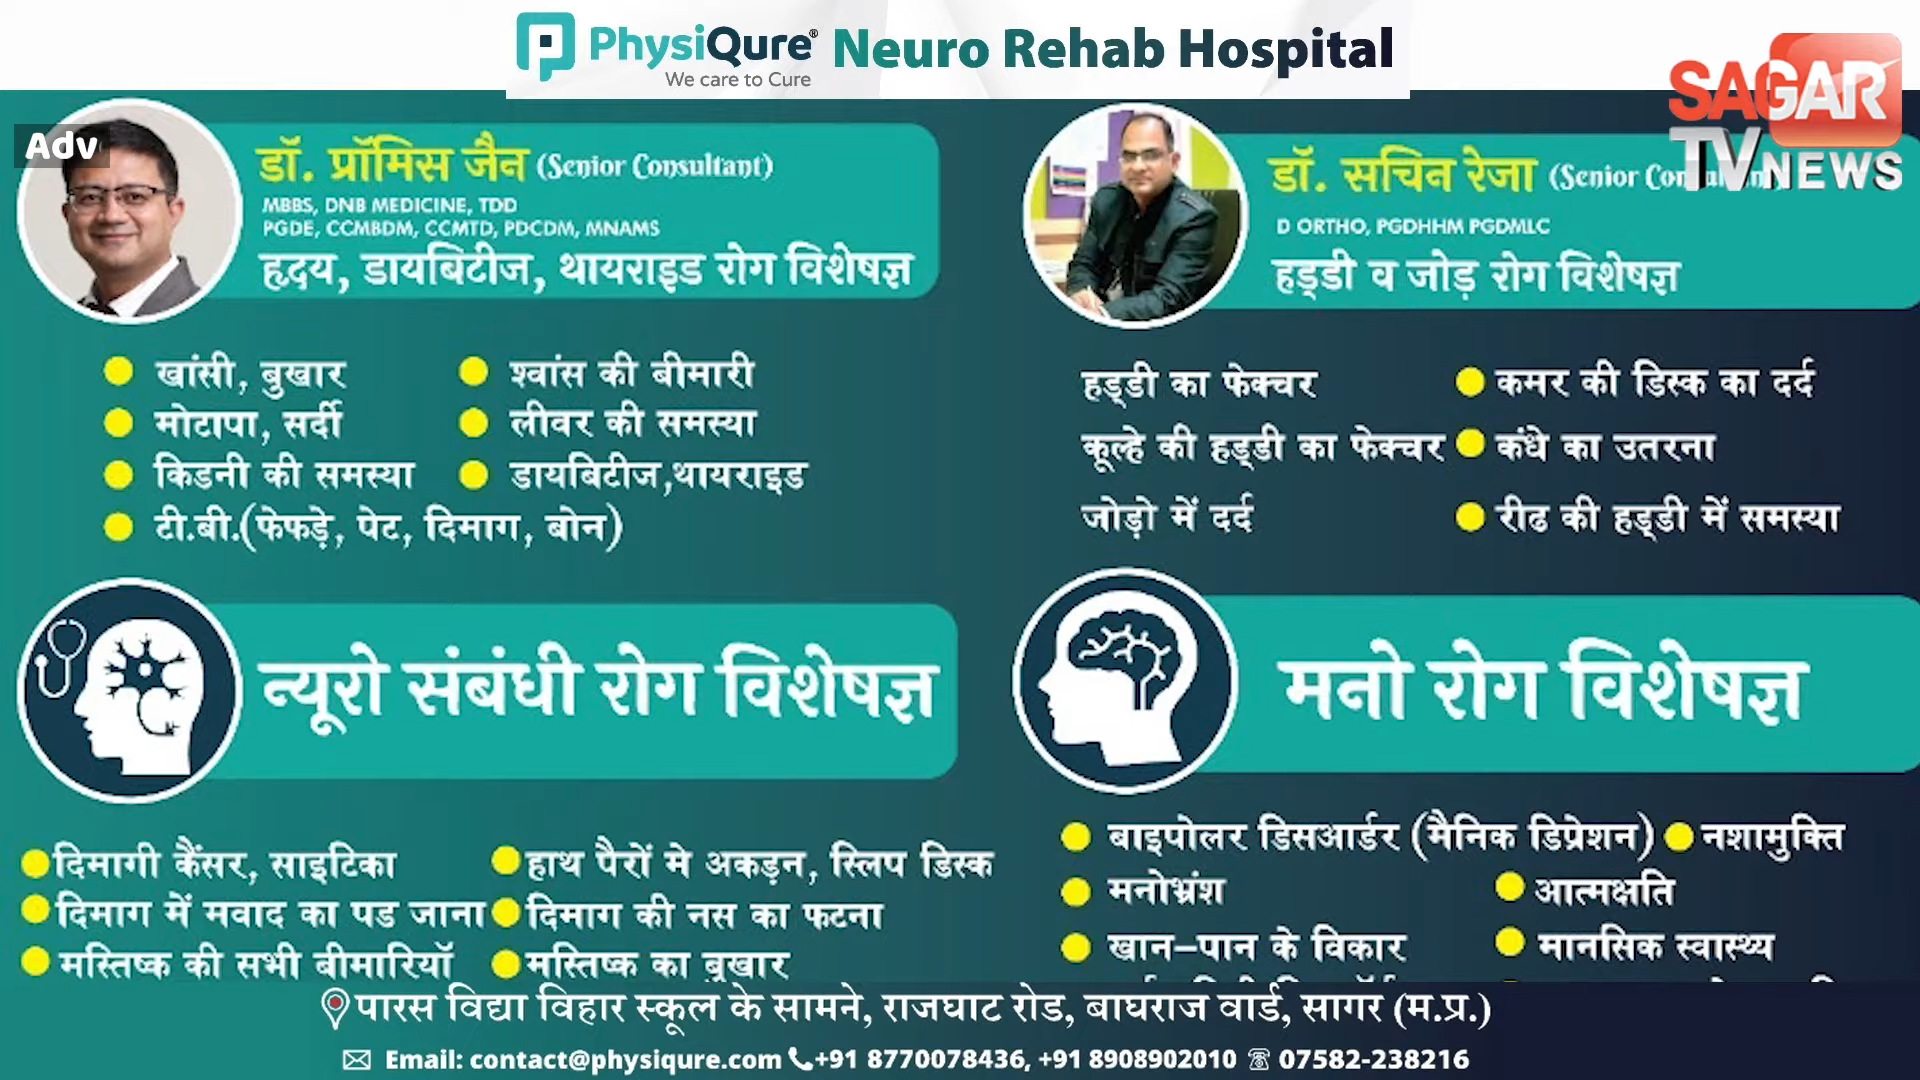 PhysiQure® Neuro Rehab Hospital
We care to Cure
SAGAR
TV NEWS
Adv
डॉ. प्रॉमिस जैन (Senior Consultant)
MBBS, DNB MEDICINE, TDD
PGDE, CCMBDM, CCMTD, PDCDM, MNAMS
हृदय, डायबिटीज, थायराइड रोग विशेषज्ञ
खांसी, बुखार
श्वांस की बीमारी
मोटापा, सर्दी
लीवर की समस्या
किडनी की समस्या
डायबिटीज,थायराइड
टी.बी.(फेफड़े, पेट, दिमाग, बोन)
डॉ. सचिन रेजा (Senior
D ORTHO, PGDHHM PGDMLC
हड्डी व जोड़ रोग विशेषज्ञ
हड्डी का फेक्चर
कमर की डिस्क का दर्द
कूल्हे की हड्डी का फेक्चर
कंधे का उतरना
जोड़ो में दर्द
रीढ की हड्डी में समस्या
न्यूरो संबंधी रोग विशेषज्ञ
दिमागी कैंसर, साइटिका
हाथ पैरों मे अकड़न, स्लिप डिस्क
दिमाग में मवाद का पड जाना
दिमाग की नस का फटना
मस्तिष्क की सभी बीमारियॉ
मस्तिष्क का बुखार
मनो रोग विशेषज्ञ
बाइपोलर डिसआर्डर (मैनिक डिप्रेशन)
नशामुक्ति
मनोभ्रंश
आत्मक्षति
खान-पान के विकार
मानसिक स्वास्थ्य
पारस विद्या विहार स्कूल के सामने, राजघाट रोड, बाघराज वार्ड, सागर (म.प्र.)
Email: contact@physiqure.com +91 8770078436, +91 8908902010 07582-238216